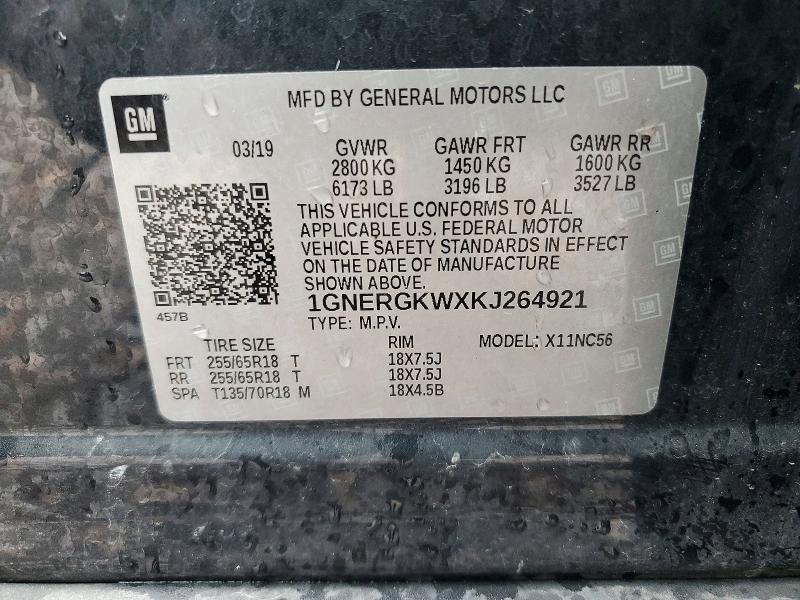 GM
MFD BY GENERAL MOTORS LLC
03/19 GVWR GAWR FRT GAWR RR
2800 KG 1450 KG 1600 KG
6173 LB 3196 LB 3527 LB
THIS VEHICLE CONFORMS TO ALL
APPLICABLE U.S. FEDERAL MOTOR
VEHICLE SAFETY STANDARDS IN EFFECT
ON THE DATE OF MANUFACTURE
SHOWN ABOVE.
1GNERGKWXKJ264921
457B
TYPE: M.P.V.
TIRE SIZE RIM MODEL: X11NC56
FRT 255/65R18 T 18X7.5J
RR 255/65R18 T 18X7.5J
SPA T135/70R18 M 18X4.5B